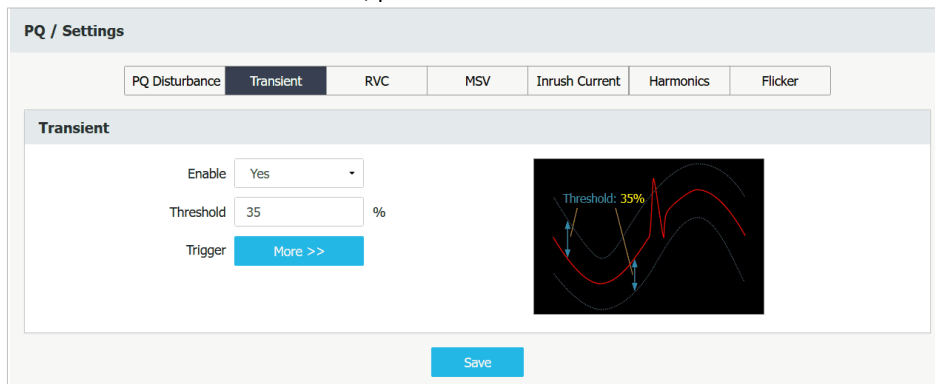 PQ / Settings
PQ Disturbance Transient RVC MSV Inrush Current Harmonics Flicker
Transient
Enable Yes
Threshold 35 %
Trigger More >>
Threshold: 35%
Save